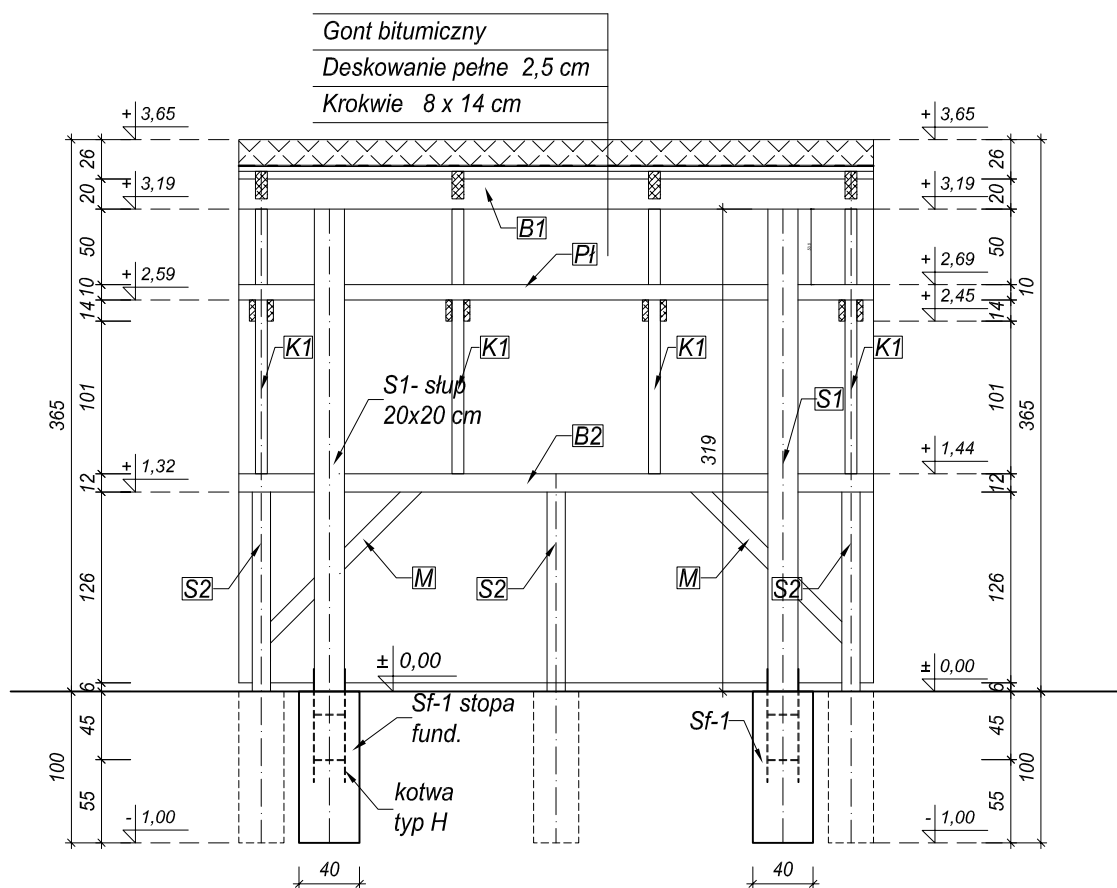 Gont bitumiczny
Deskowanie pełne 2,5 cm
Krokwie 8 x 14 cm
+ 3,65
+ 3,65
26
26
+ 3,19
+ 3,19
20
20
B1
50
50
Pł
+ 2,59
+ 2,69
10
10
+ 2,45
14
14
K1
K1
K1
K1
S1- słup
20x20 cm
S1
101
101
365
365
319
B2
+ 1,32
+ 1,44
12
12
S2
M
S2
M
S2
126
126
± 0,00
± 0,00
6
6
Sf-1 stopa
fund.
Sf-1
45
45
100
100
kotwa
typ H
55
55
- 1,00
- 1,00
40
40